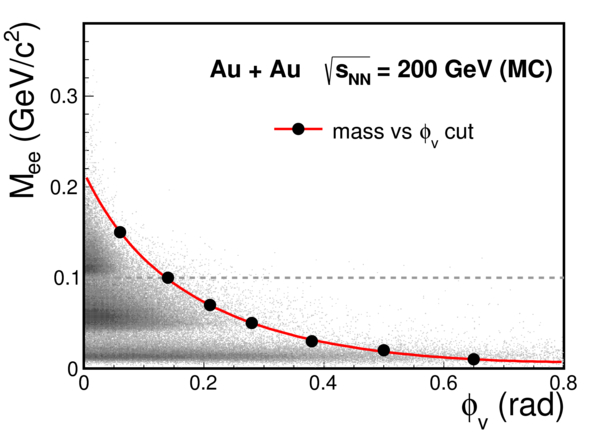 Au + Au √sNN = 200 GeV (MC)
mass vs ϕv cut
Mee (GeV/c²)
0.3
0.2
0.1
0
0 0.2 0.4 0.6 0.8
ϕv (rad)